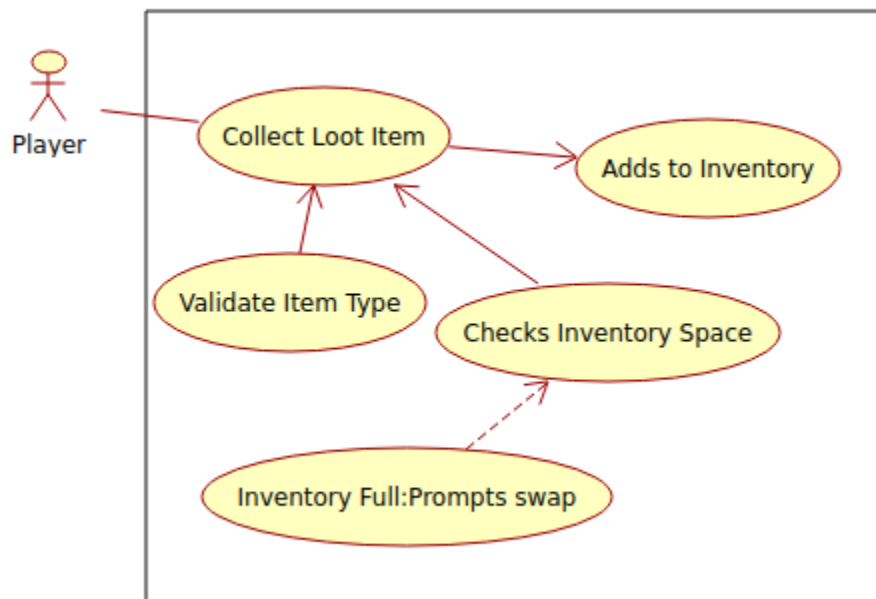 Player
Collect Loot Item
Adds to Inventory
Validate Item Type
Checks Inventory Space
Inventory Full:Prompts swap